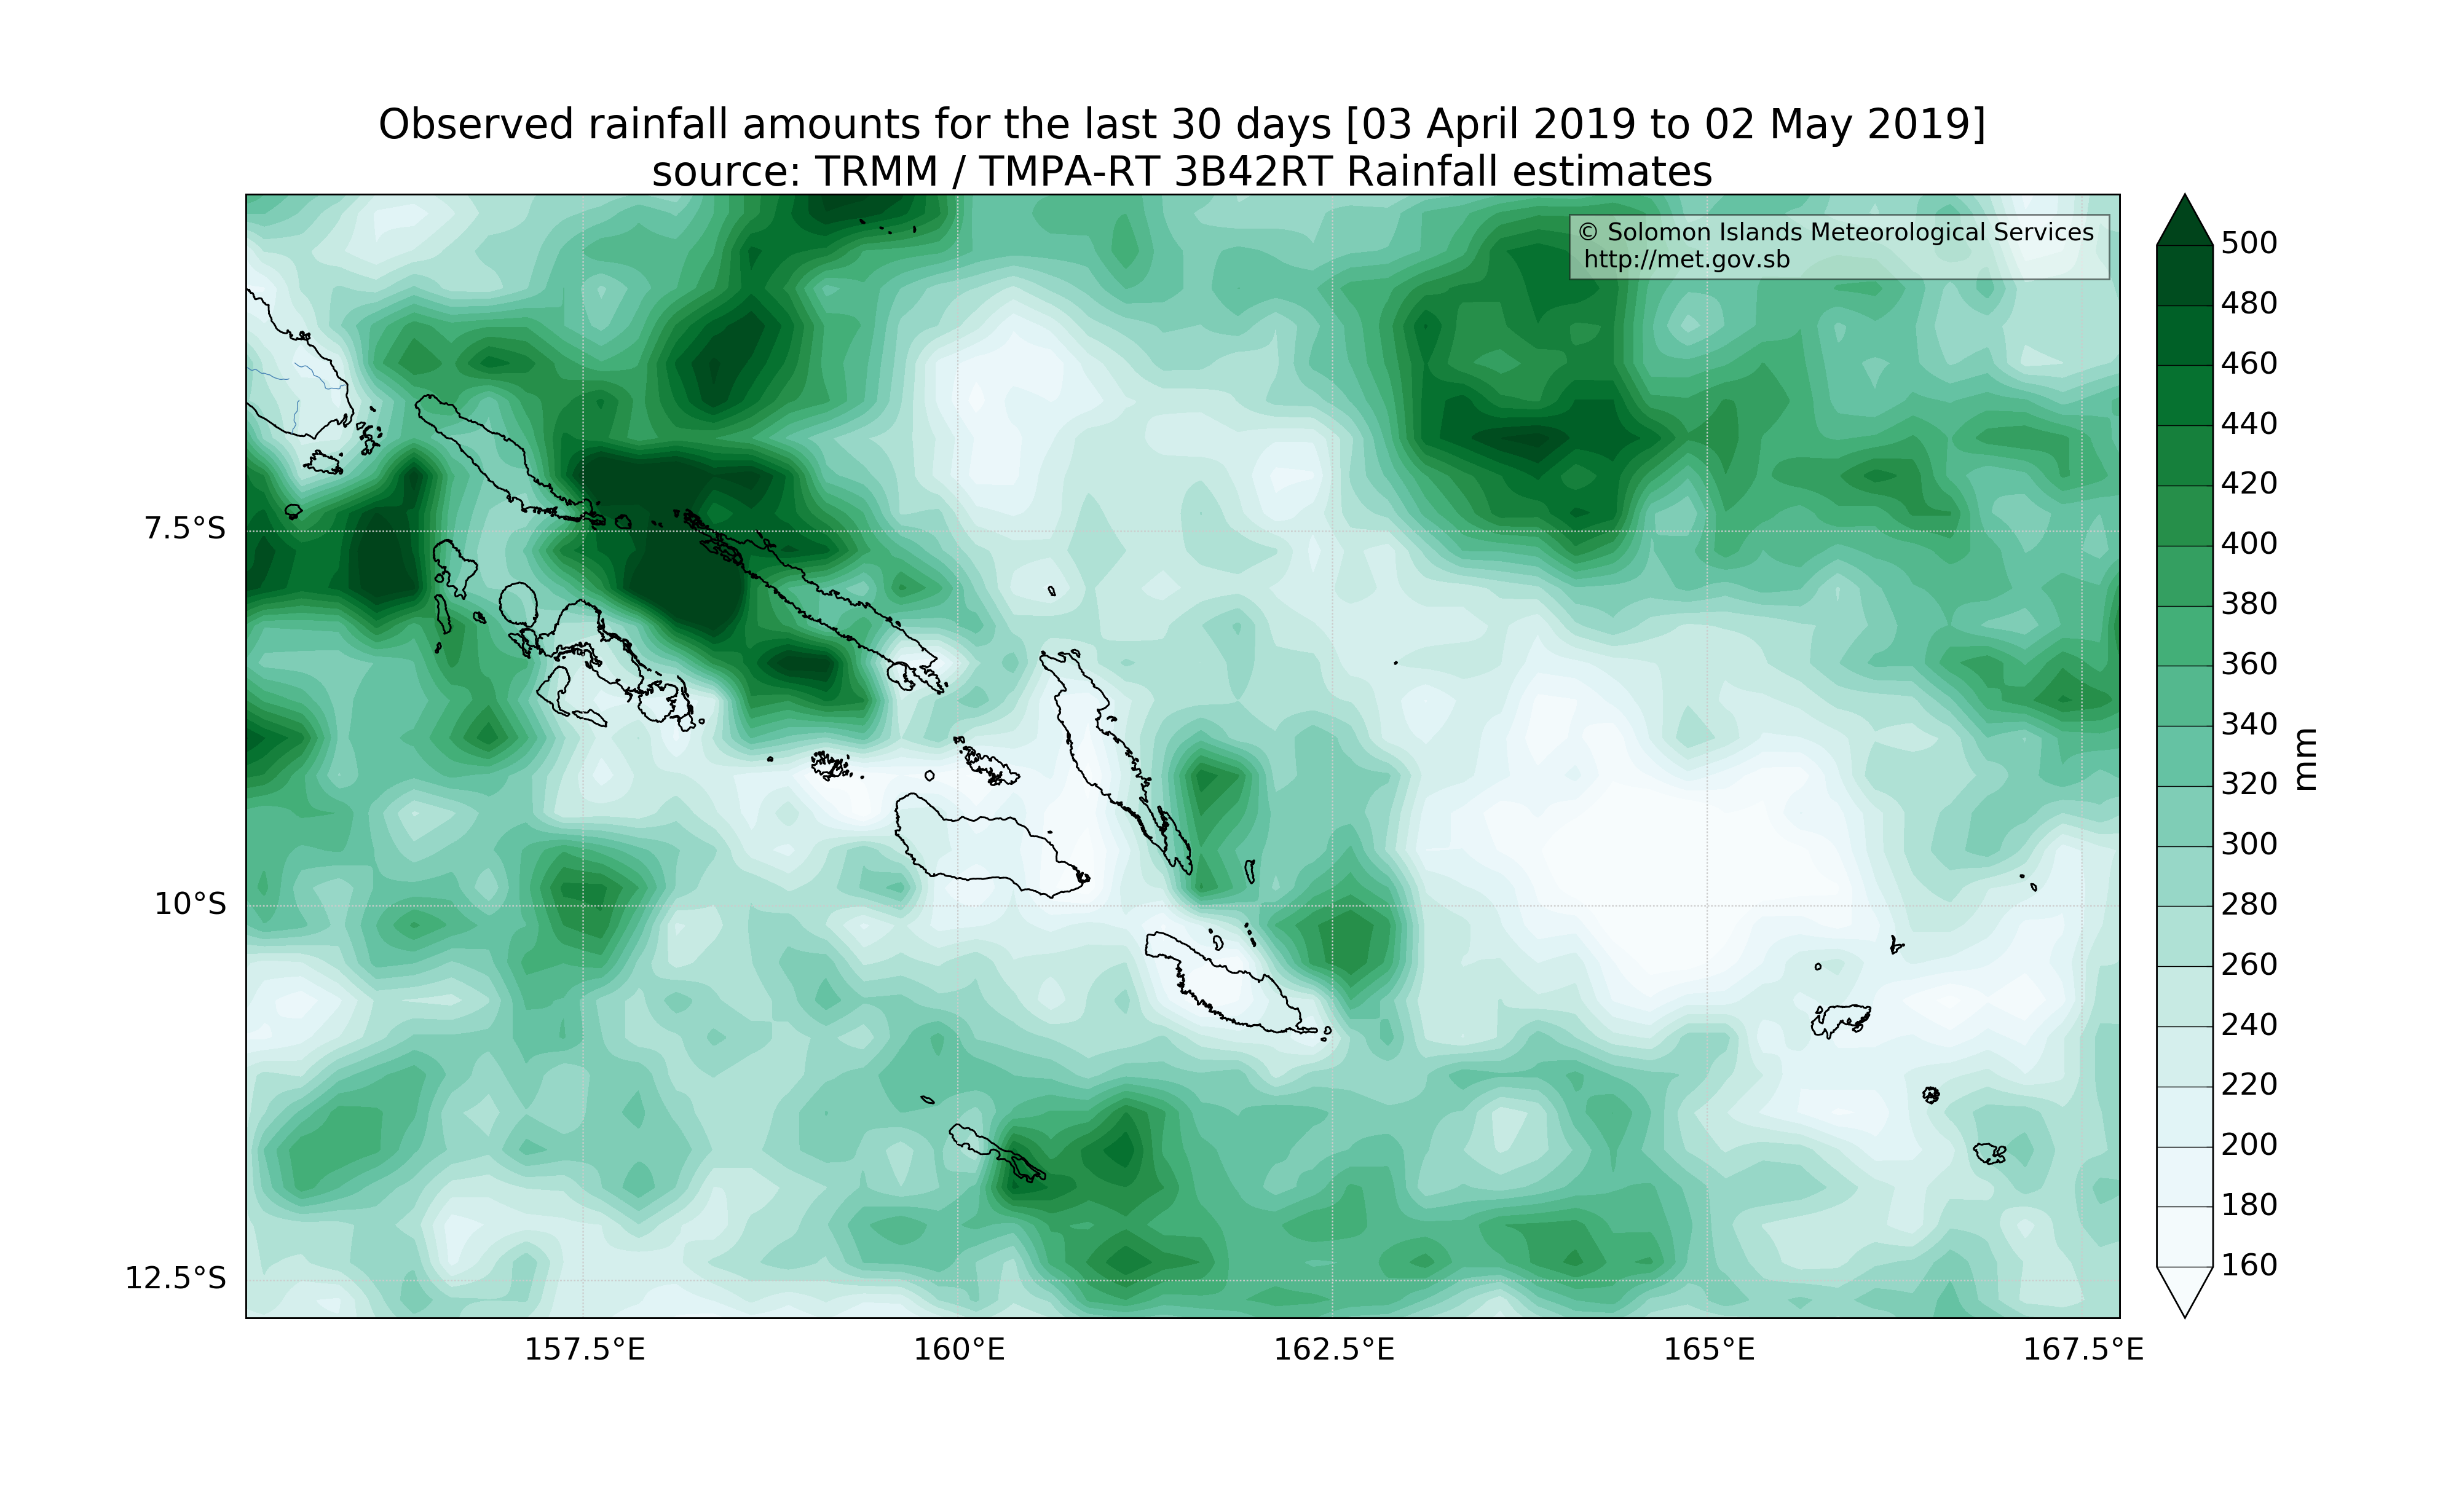 Observed rainfall amounts for the last 30 days [03 April 2019 to 02 May 2019]
source: TRMM / TMPA-RT 3B42RT Rainfall estimates
© Solomon Islands Meteorological Services
http://met.gov.sb
7.5°S
10°S
12.5°S
157.5°E
160°E
162.5°E
165°E
167.5°E
500
480
460
440
420
400
380
360
340
320
300
280
260
240
220
200
180
160
mm